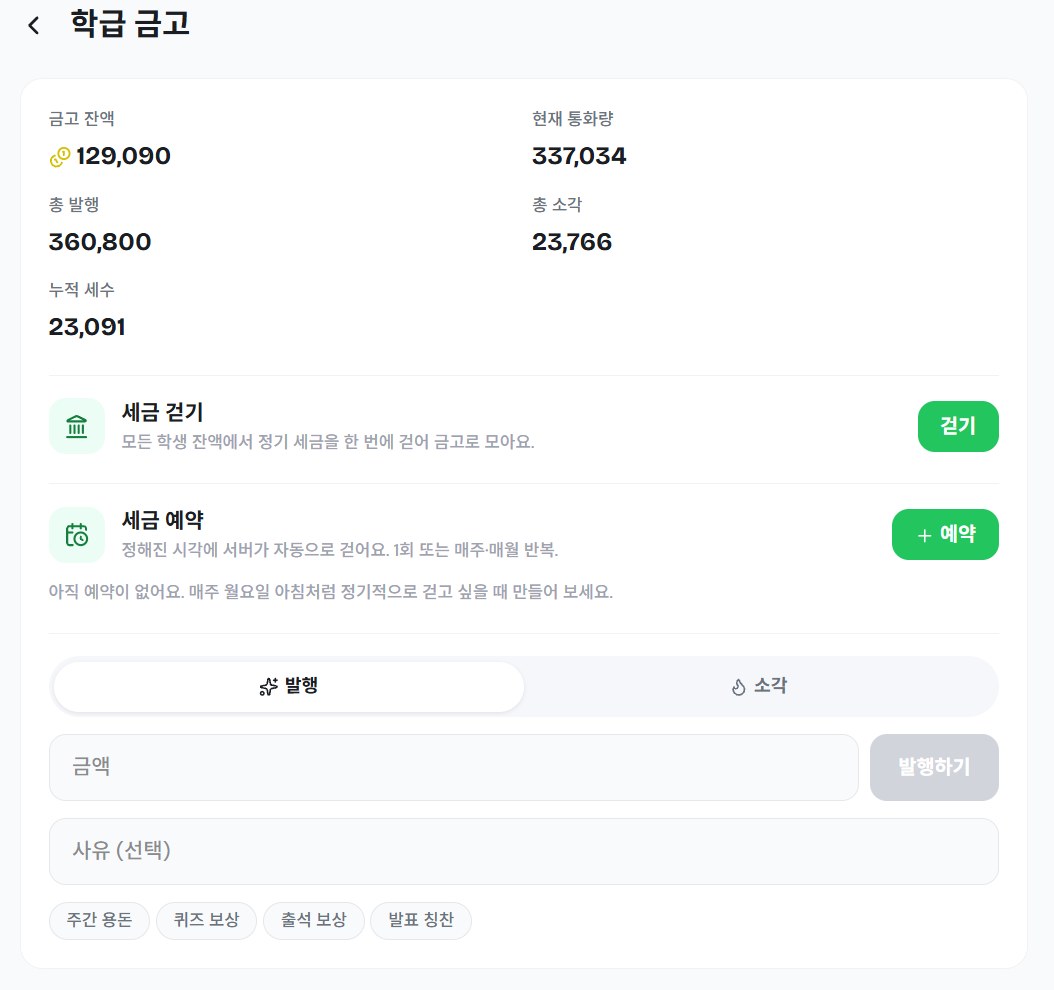 학급 금고
금고 잔액
129,090
현재 통화량
337,034
총 발행
360,800
총 소각
23,766
누적 세수
23,091
세금 걷기
모든 학생 잔액에서 정기 세금을 한 번에 걷어 금고로 모아요.
걷기
세금 예약
정해진 시각에 서버가 자동으로 걷어요. 1회 또는 매주·매월 반복.
+ 예약
아직 예약이 없어요. 매주 월요일 아침처럼 정기적으로 걷고 싶을 때 만들어 보세요.
발행
소각
금액
발행하기
사유 (선택)
주간 용돈
퀴즈 보상
출석 보상
발표 칭찬